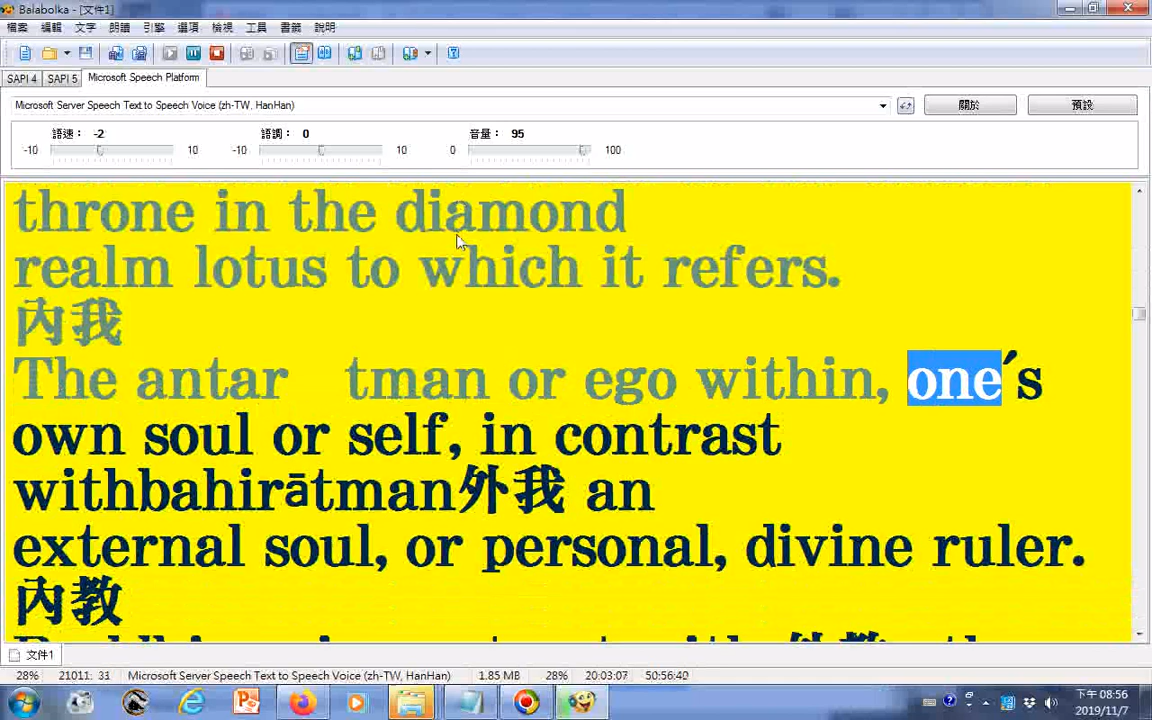 Balabolka - [文件1]
檔案 編輯 文字 朗讀 引擎 選項 檢視 工具 書籤 說明
SAPI 4 SAPI 5 Microsoft Speech Platform
Microsoft Server Speech Text to Speech Voice (zh-TW, HanHan) 關於 預設
語速： -2 語調： 0 音量： 95
-10 10 -10 10 0 100
throne in the diamond
realm lotus to which it refers.
內我
The antar tman or ego within, one´s
own soul or self, in contrast
withbahirātman外我 an
external soul, or personal, divine ruler.
內教
文件1
28% 21011: 31 Microsoft Server Speech Text to Speech Voice (zh-TW, HanHan) 1.85 MB 28% 20:03:07 50:56:40
下午 08:56
2019/11/7